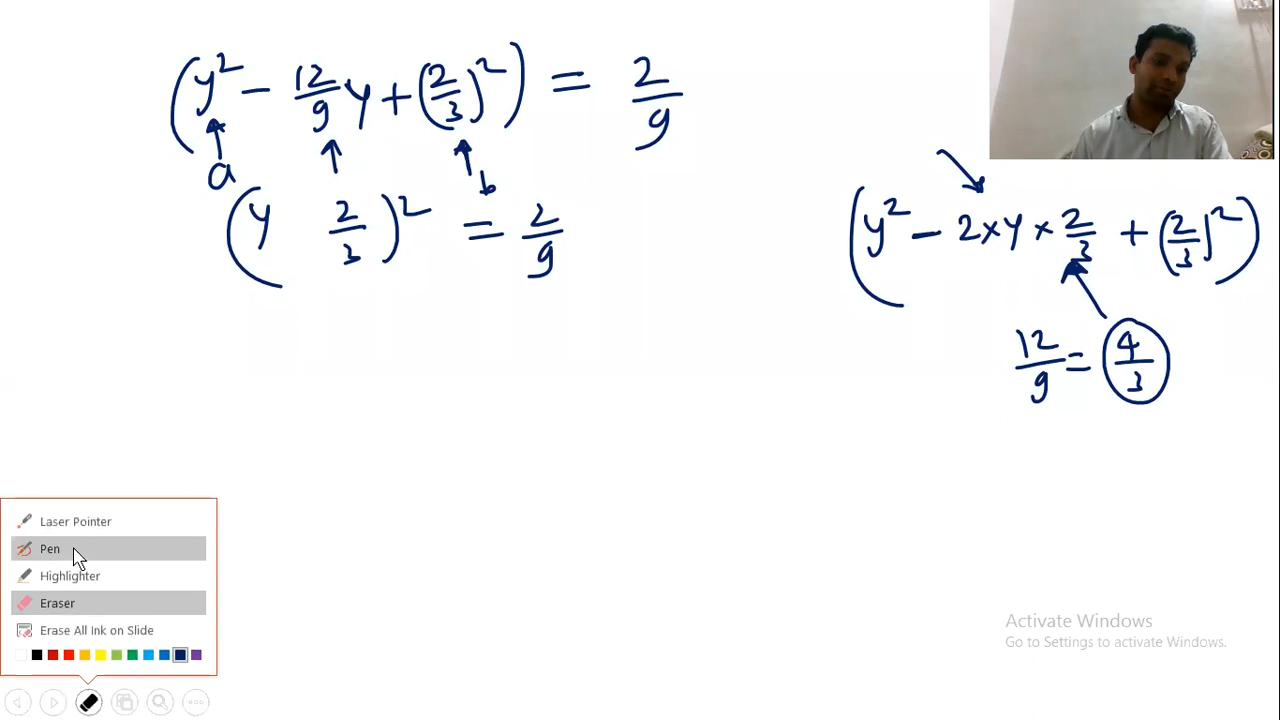 (y² - 12/9 y + (2/3)²) = 2/9
a
b
(y 2/3)² = 2/9
(y² - 2×y×2/3 + (2/3)²)
12/9 = 4/3
Laser Pointer
Pen
Highlighter
Eraser
Erase All Ink on Slide
Activate Windows
Go to Settings to activate Windows.